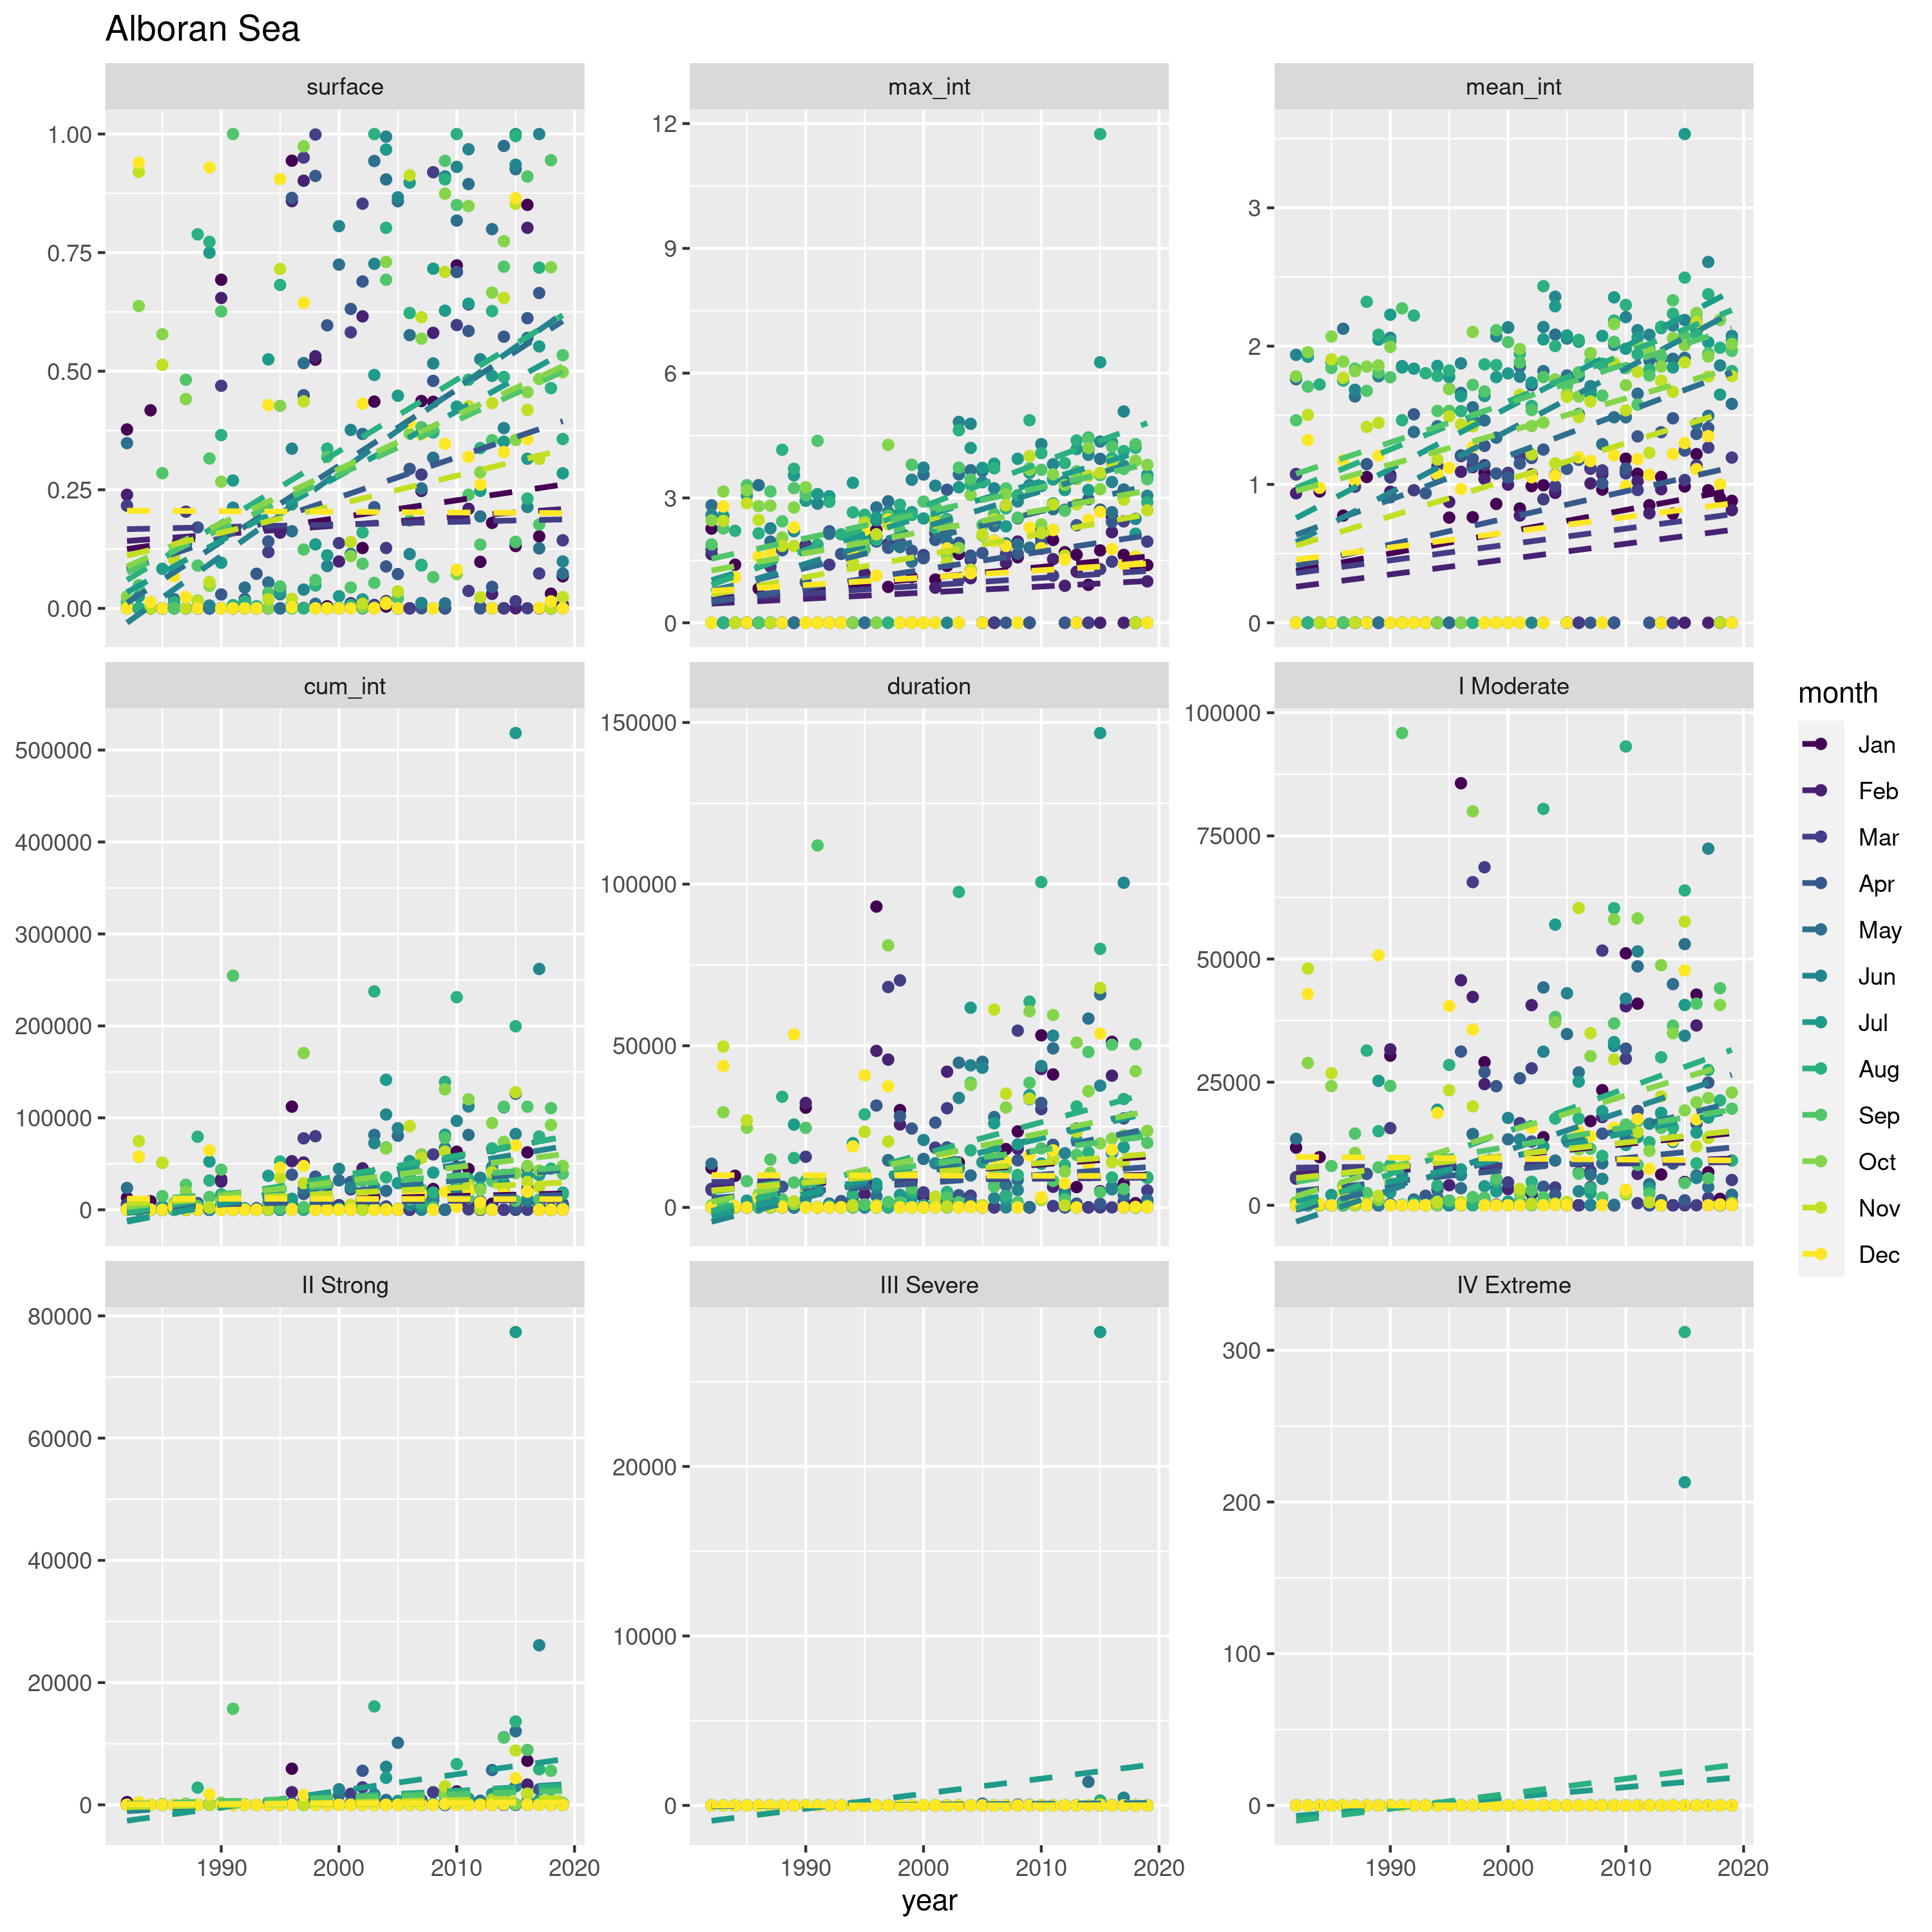 Alboran Sea
surface
max_int
mean_int
1.00
0.75
0.50
0.25
0.00
12
9
6
3
0
3
2
1
0
cum_int
duration
I Moderate
500000
400000
300000
200000
100000
0
150000
100000
50000
0
100000
75000
50000
25000
0
II Strong
III Severe
IV Extreme
80000
60000
40000
20000
0
20000
10000
0
300
200
100
0
1990 2000 2010 2020
1990 2000 2010 2020
1990 2000 2010 2020
year
month
Jan
Feb
Mar
Apr
May
Jun
Jul
Aug
Sep
Oct
Nov
Dec